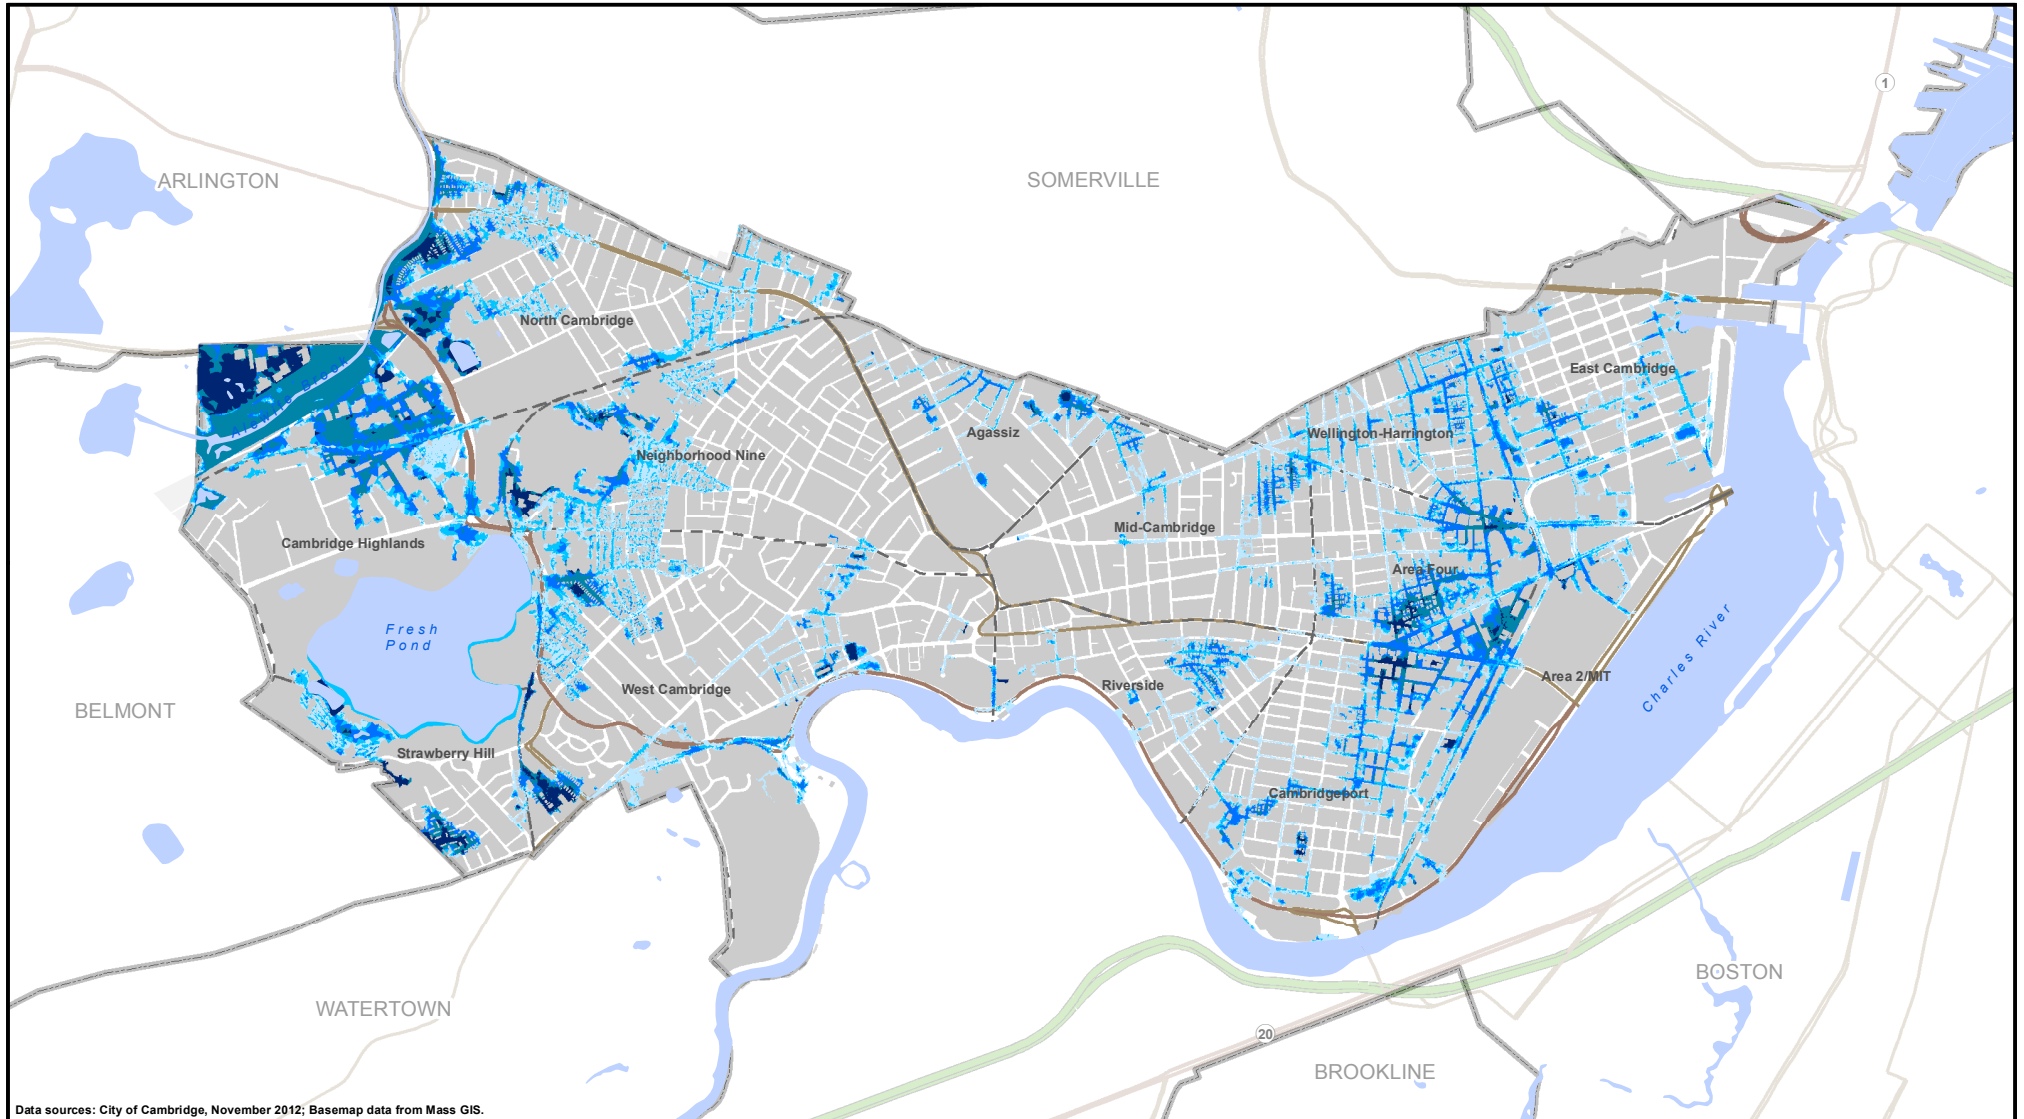 1
ARLINGTON
SOMERVILLE
North Cambridge
East Cambridge
Alewife Brook
Agassiz
Wellington-Harrington
Neighborhood Nine
Mid-Cambridge
Cambridge Highlands
Area Four
Fresh
Pond
Charles River
Area 2/MIT
Riverside
West Cambridge
BELMONT
Strawberry Hill
Cambridgeport
BOSTON
WATERTOWN
20
BROOKLINE
Data sources: City of Cambridge, November 2012; Basemap data from Mass GIS.